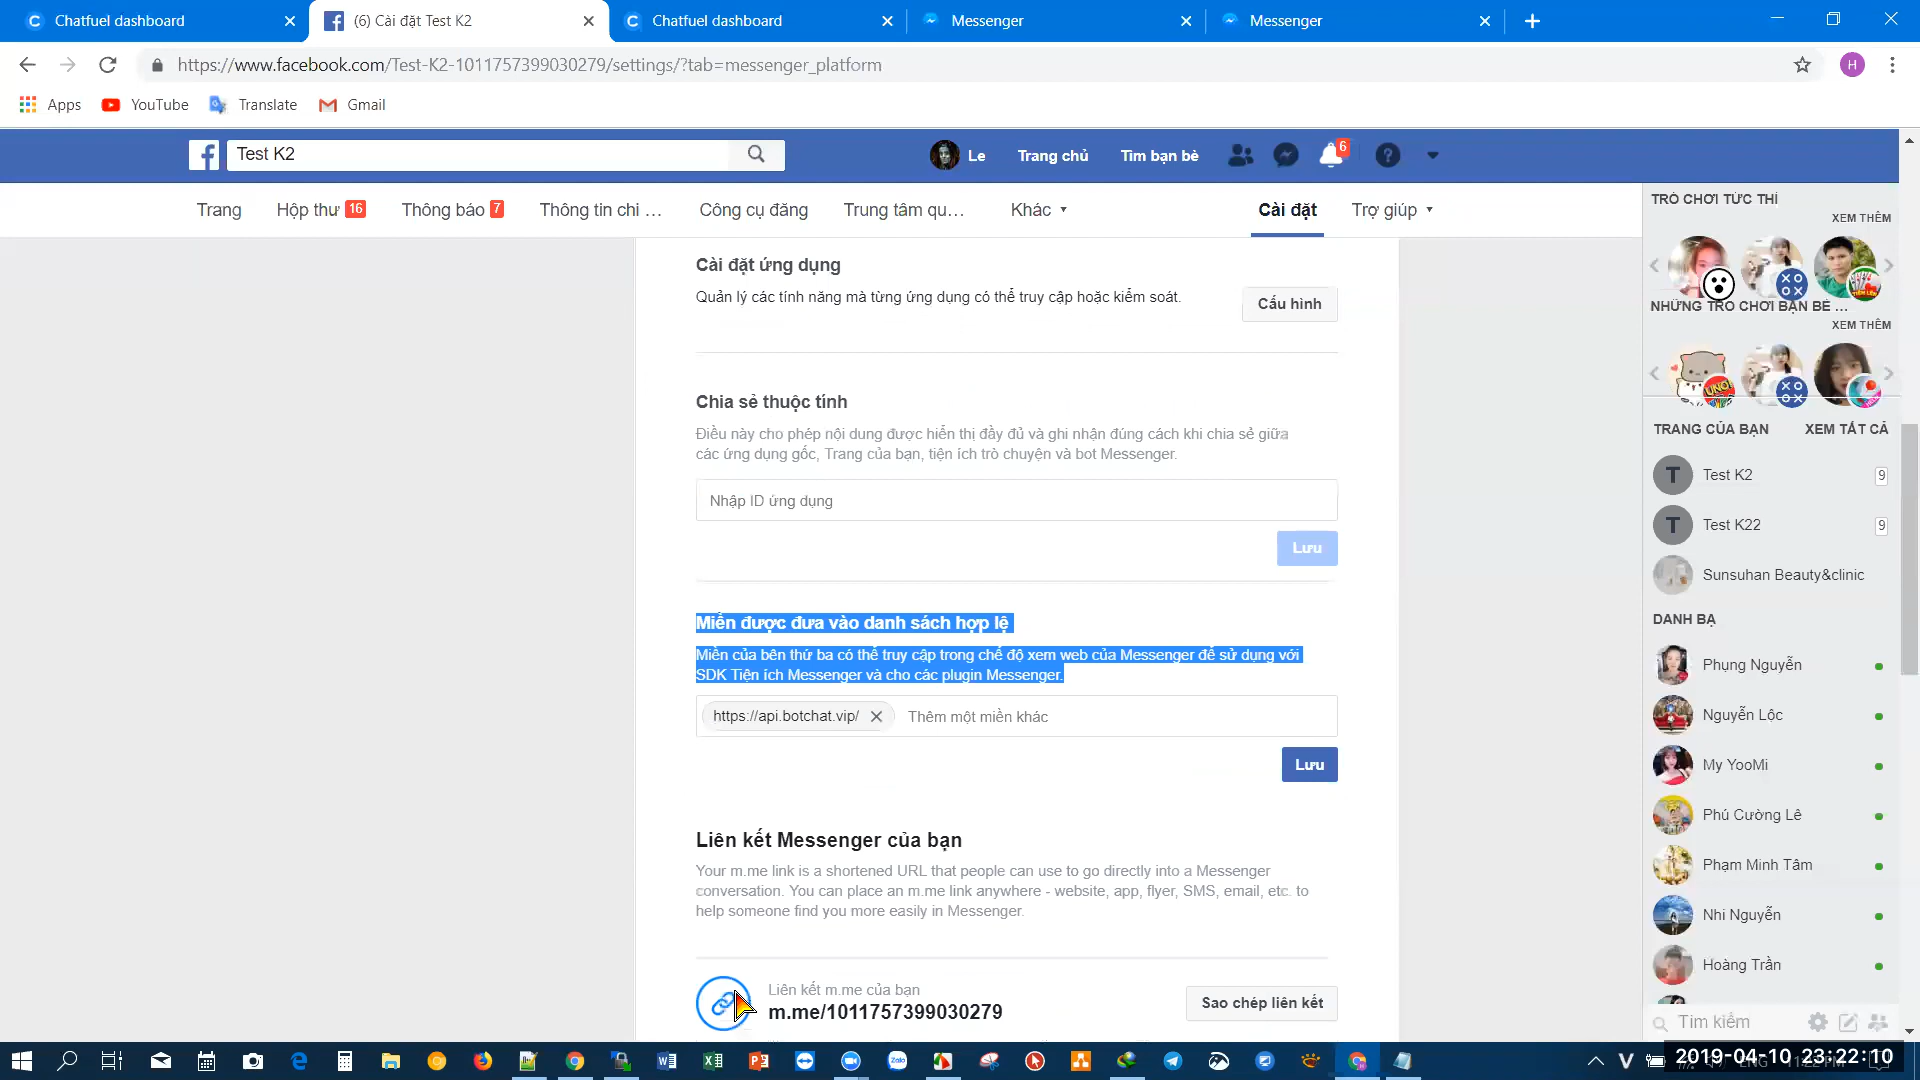 Chatfuel dashboard
(6) Cài đặt Test K2
Chatfuel dashboard
Messenger
Messenger
https://www.facebook.com/Test-K2-1011757399030279/settings/?tab=messenger_platform
H
Apps
YouTube
Translate
Gmail
Test K2
Le
Trang chủ
Tìm bạn bè
6
Trang
Hộp thư 16
Thông báo 7
Thông tin chi ...
Công cụ đăng
Trung tâm qu...
Khác
Cài đặt
Trợ giúp
Cài đặt ứng dụng
Quản lý các tính năng mà từng ứng dụng có thể truy cập hoặc kiểm soát.
Cấu hình
Chia sẻ thuộc tính
Điều này cho phép nội dung được hiển thị đầy đủ và ghi nhận đúng cách khi chia sẻ giữa
các ứng dụng gốc, Trang của bạn, tiện ích trò chuyện và bot Messenger.
Nhập ID ứng dụng
Lưu
Miền được đưa vào danh sách hợp lệ
Miền của bên thứ ba có thể truy cập trong chế độ xem web của Messenger để sử dụng với
SDK Tiện ích Messenger và cho các plugin Messenger.
https://api.botchat.vip/
Thêm một miền khác
Lưu
Liên kết Messenger của bạn
Your m.me link is a shortened URL that people can use to go directly into a Messenger
conversation. You can place an m.me link anywhere - website, app, flyer, SMS, email, etc. to
help someone find you more easily in Messenger.
Liên kết m.me của bạn
m.me/1011757399030279
Sao chép liên kết
TRÒ CHƠI TỨC THÌ
XEM THÊM
NHỮNG TRÒ CHƠI BẠN BÈ ...
XEM THÊM
UNO
TRANG CỦA BẠN
XEM TẤT CẢ
T
Test K2
9
T
Test K22
9
Sunsuhan Beauty&clinic
DANH BẠ
Phụng Nguyễn
Nguyễn Lộc
My YooMi
Phú Cường Lê
Phạm Minh Tâm
Nhi Nguyễn
Hoàng Trần
Tìm kiếm
2019-04-10 23:22:10